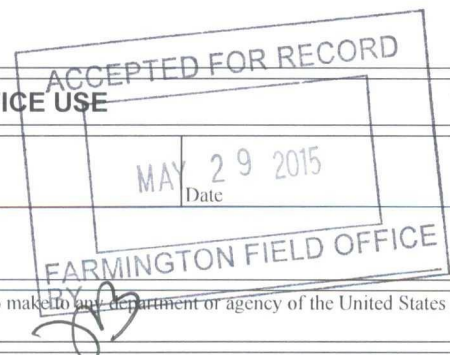 ACCEPTED FOR RECORD
ICE USE
MAY 29 2015
Date
FARMINGTON FIELD OFFICE
BY
make to any department or agency of the United States